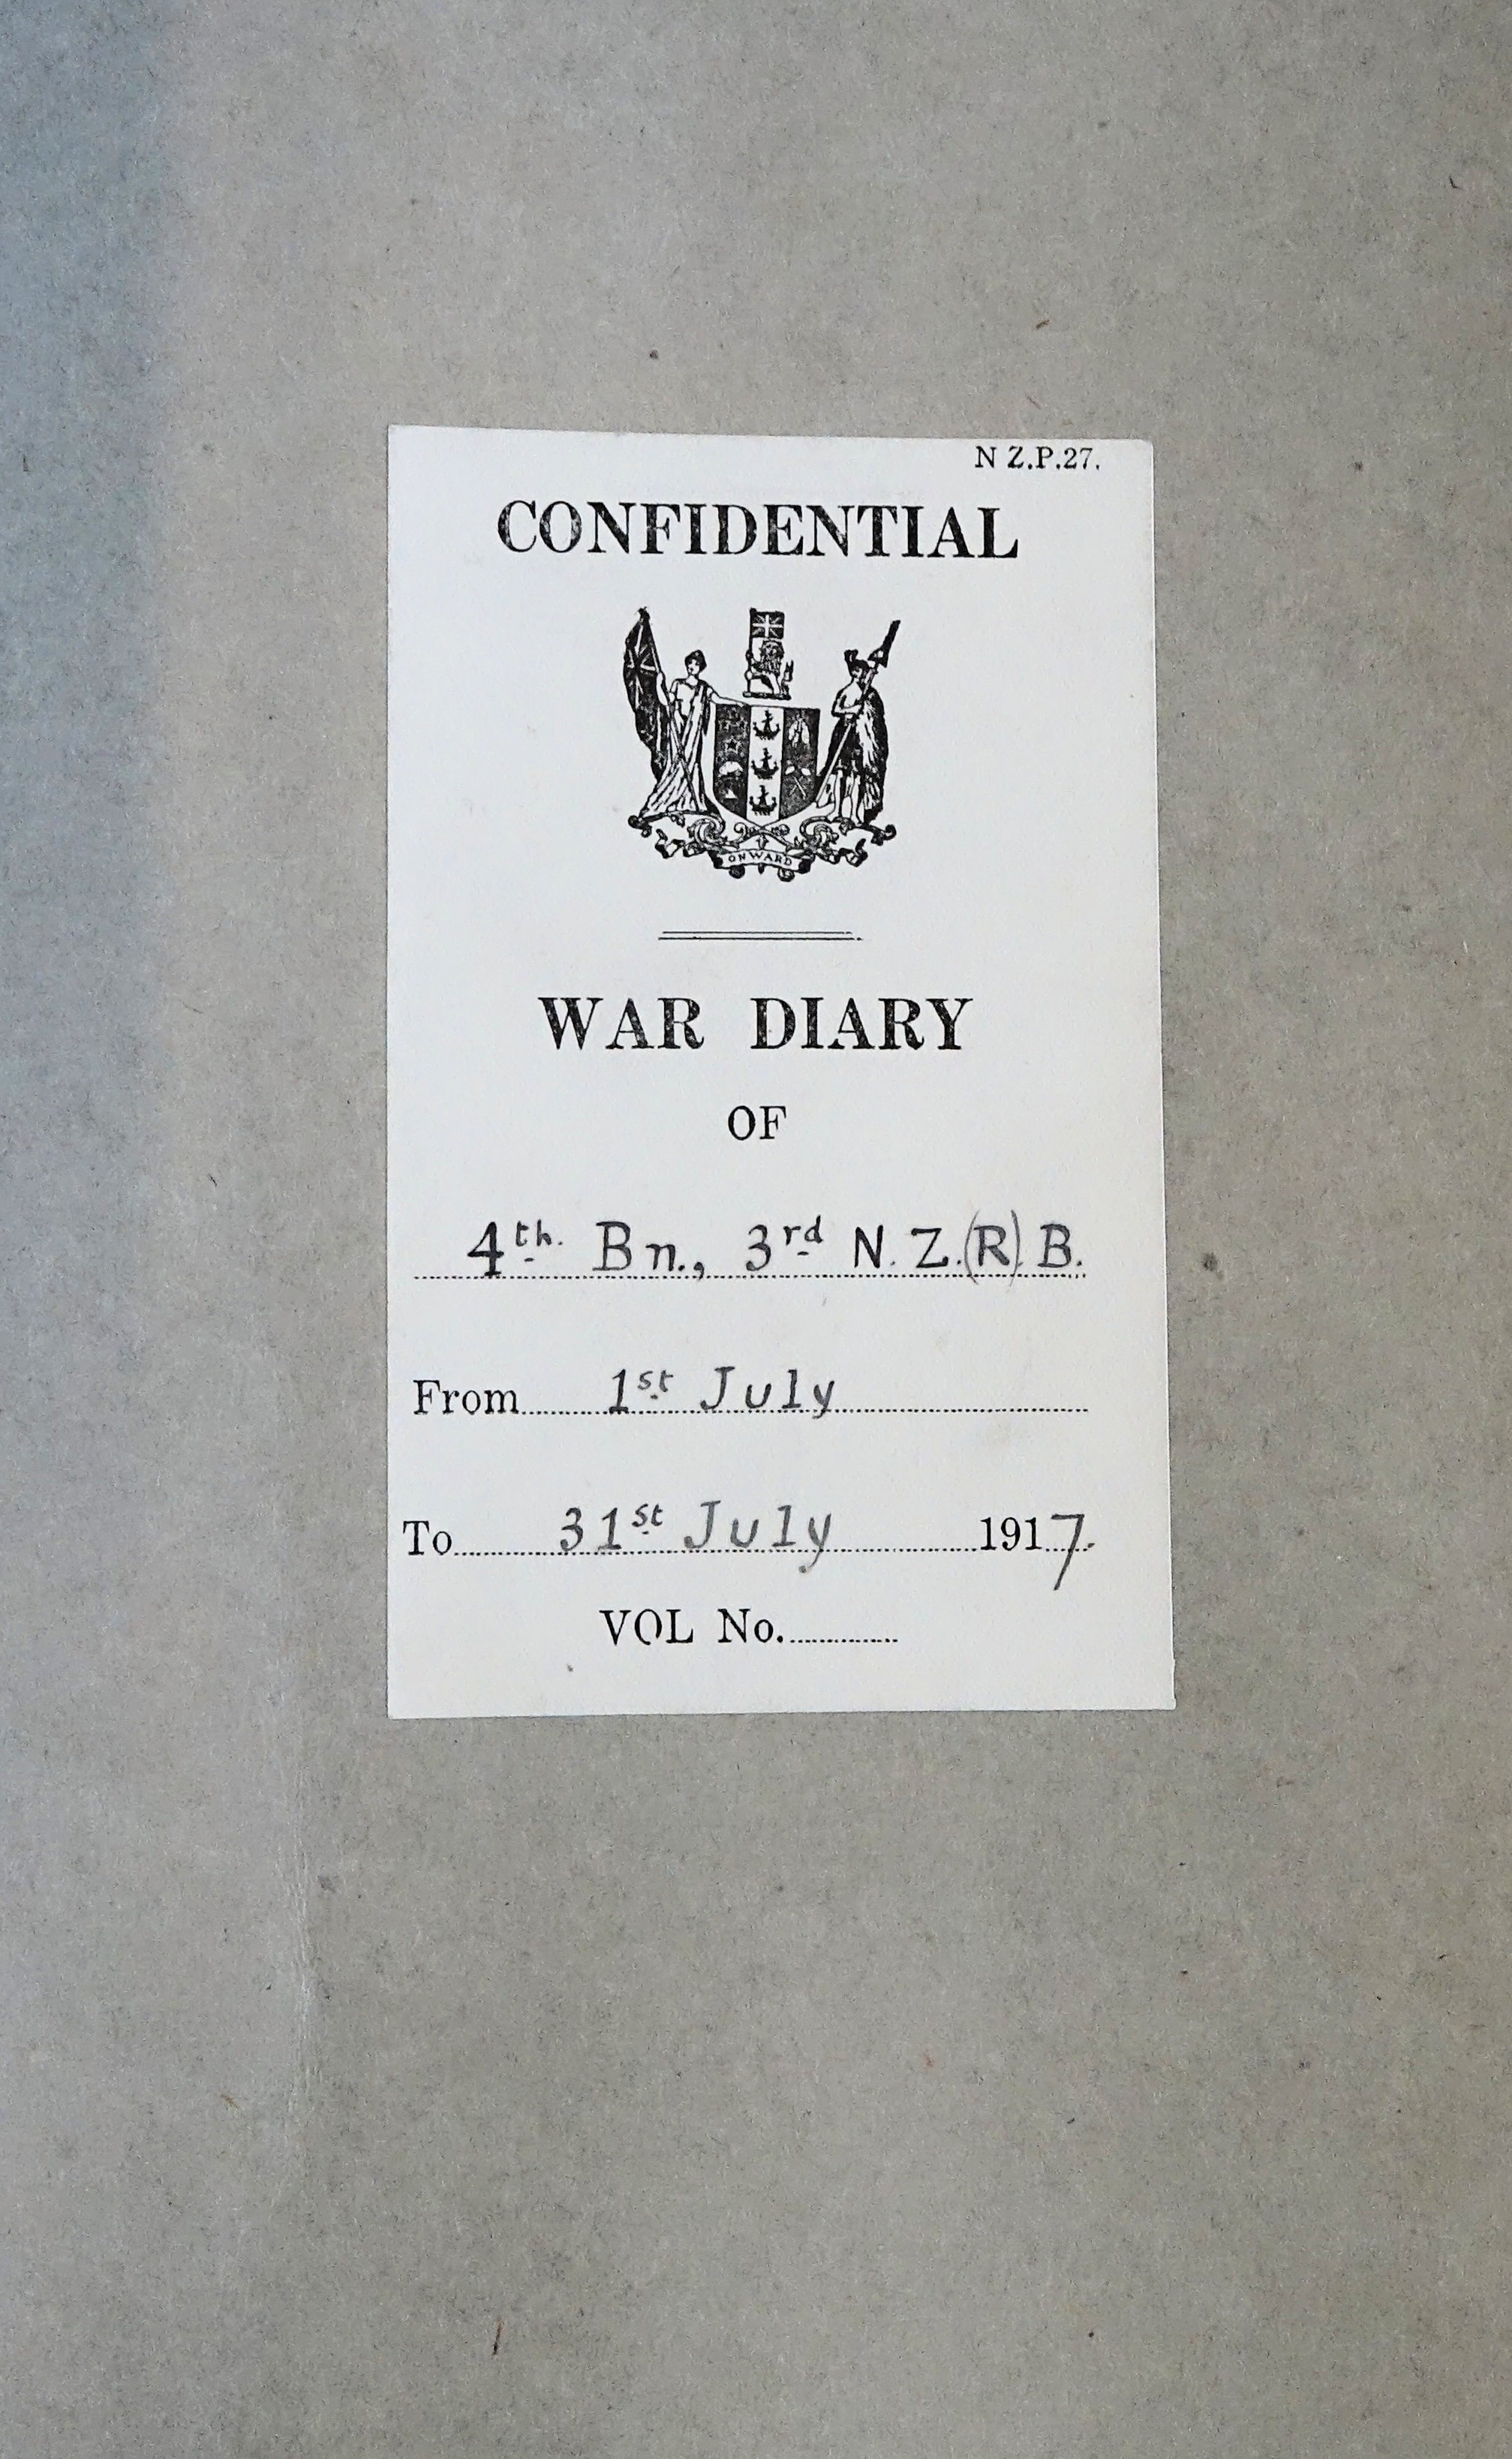 N Z.P.27.
CONFIDENTIAL
ONWARD
WAR DIARY
OF
4th. Bn., 3rd N.Z.(R).B.
From 1st July
To 31st July 1917.
VOL No.